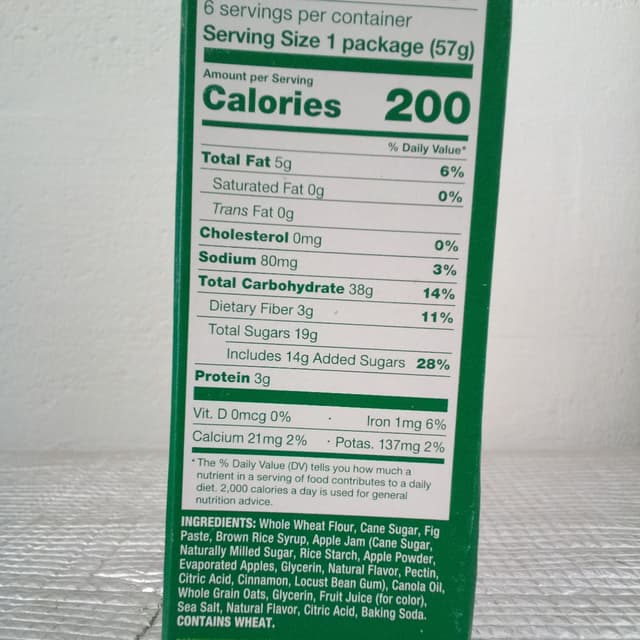 6 servings per container
Serving Size 1 package (57g)
Amount per Serving
Calories 200
% Daily Value*
Total Fat 5g 6%
Saturated Fat 0g 0%
Trans Fat 0g
Cholesterol 0mg 0%
Sodium 80mg 3%
Total Carbohydrate 38g 14%
Dietary Fiber 3g 11%
Total Sugars 19g
Includes 14g Added Sugars 28%
Protein 3g
Vit. D 0mcg 0% · Iron 1mg 6%
Calcium 21mg 2% · Potas. 137mg 2%
*The % Daily Value (DV) tells you how much a
nutrient in a serving of food contributes to a daily
diet. 2,000 calories a day is used for general
nutrition advice.
INGREDIENTS: Whole Wheat Flour, Cane Sugar, Fig
Paste, Brown Rice Syrup, Apple Jam (Cane Sugar,
Naturally Milled Sugar, Rice Starch, Apple Powder,
Evaporated Apples, Glycerin, Natural Flavor, Pectin,
Citric Acid, Cinnamon, Locust Bean Gum), Canola Oil,
Whole Grain Oats, Glycerin, Fruit Juice (for color),
Sea Salt, Natural Flavor, Citric Acid, Baking Soda.
CONTAINS WHEAT.